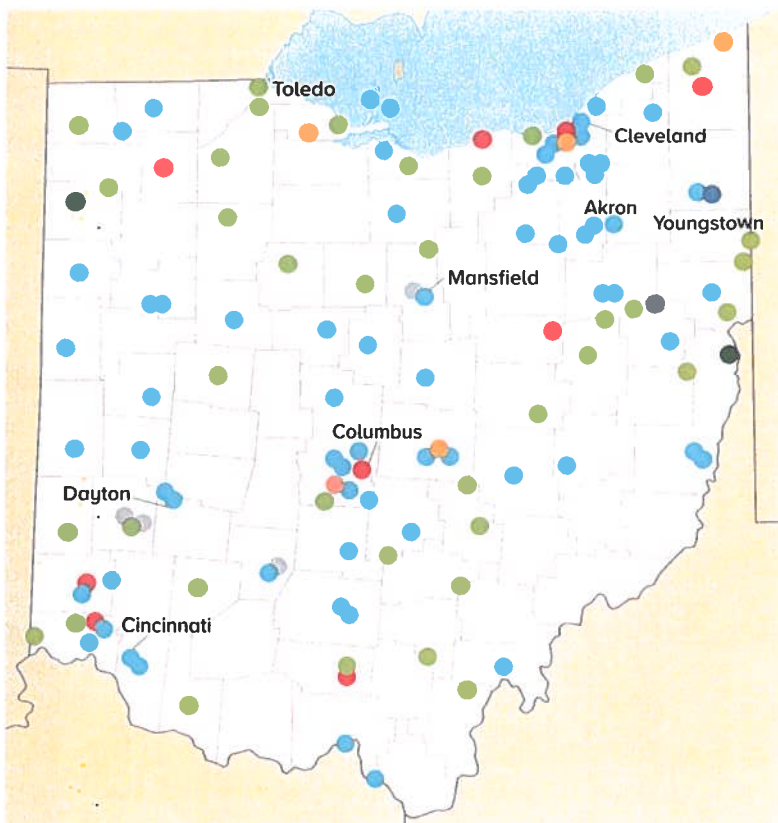 Toledo
Cleveland
Akron
Youngstown
Mansfield
Columbus
Dayton
Cincinnati